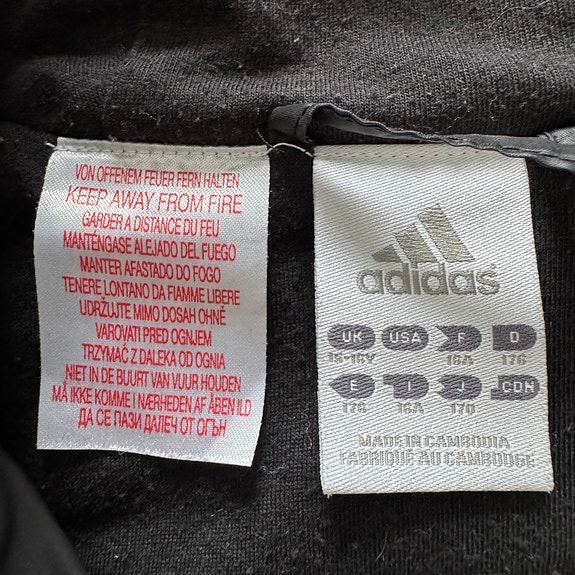 VON OFFENEM FEUER FERN HALTEN
KEEP AWAY FROM FIRE
GARDER A DISTANCE DU FEU
MANTÉNGASE ALEJADO DEL FUEGO
MANTER AFASTADO DO FOGO
TENERE LONTANO DA FIAMME LIBERE
UDRŽUJTE MIMO DOSAH OHNĚ
VAROVATI PRED OGNJEM
TRZYMAĆ Z DALEKA OD OGNIA
NIET IN DE BUURT VAN VUUR HOUDEN
MÅ IKKE KOMME I NÆRHEDEN AF ÅBEN ILD
ДА СЕ ПАЗИ ДАЛЕЧ ОТ ОГЪН
adidas
UK USA F D
15-16Y 16A 176
E I J CDN
176 16A 170
MADE IN CAMBODIA
FABRIQUÉ AU CAMBODGE